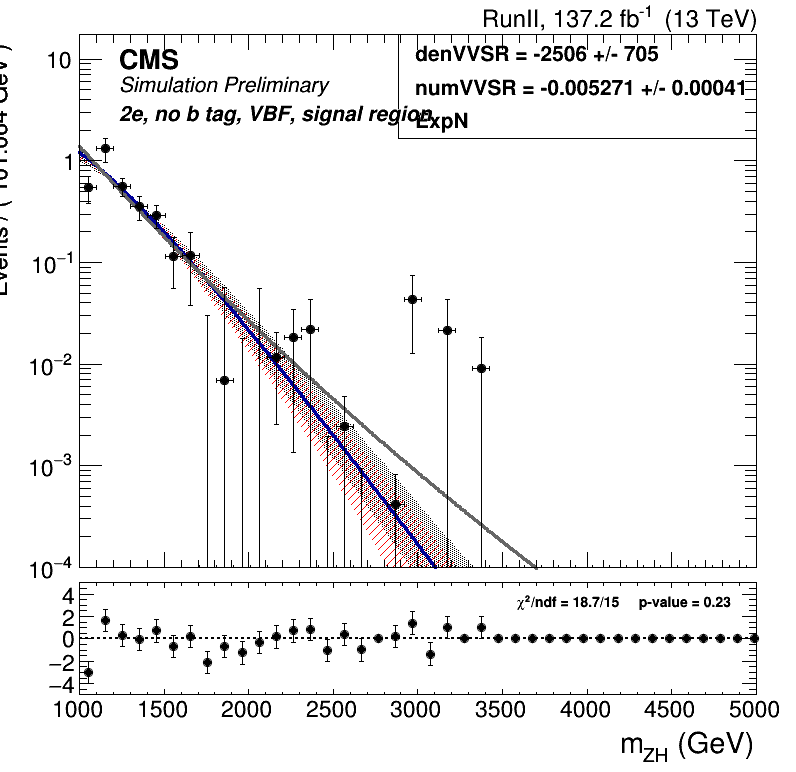 RunII, 137.2 fb⁻¹ (13 TeV)
CMS
Simulation Preliminary
2e, no b tag, VBF, signal region
denVVSR = -2506 +/- 705
numVVSR = -0.005271 +/- 0.00041
ExpN
10
1
10⁻¹
10⁻²
10⁻³
10⁻⁴
χ²/ndf = 18.7/15 p-value = 0.23
4
2
0
−2
−4
1000 1500 2000 2500 3000 3500 4000 4500 5000
m_ZH (GeV)